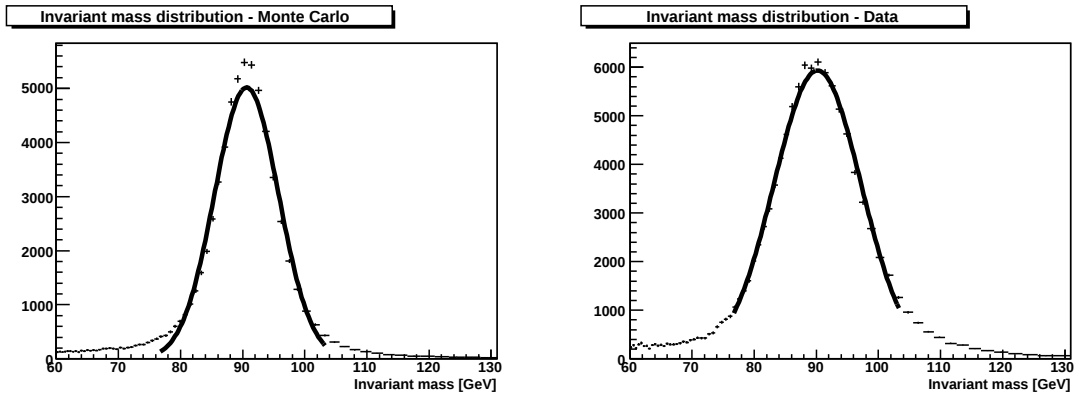 Invariant mass distribution - Monte Carlo
5000
4000
3000
2000
1000
0
60 70 80 90 100 110 120 130
Invariant mass [GeV]
Invariant mass distribution - Data
6000
5000
4000
3000
2000
1000
0
60 70 80 90 100 110 120 130
Invariant mass [GeV]